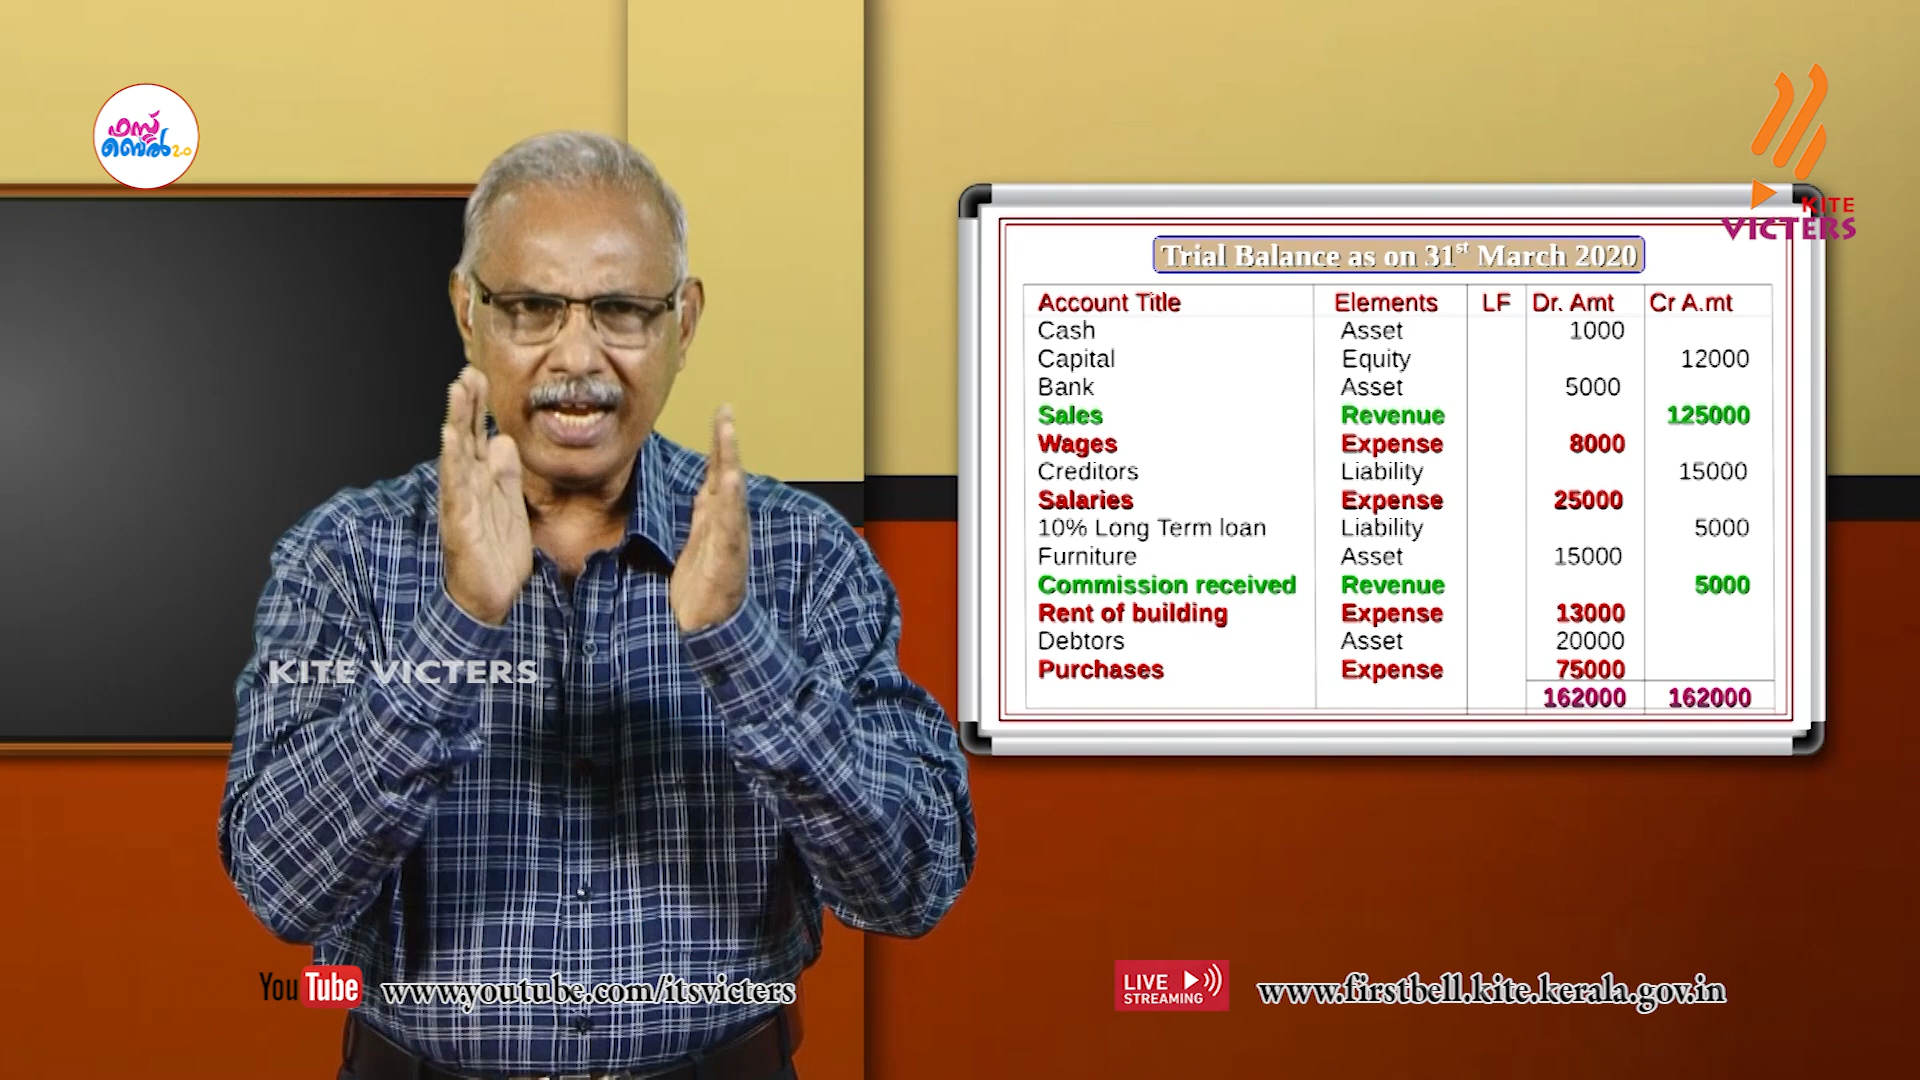 ഫസ്റ്റ്
ബെൽ 2.0
KITE
VICTERS
Trial Balance as on 31st March 2020
Account Title Elements LF Dr. Amt Cr A.mt
Cash Asset 1000
Capital Equity 12000
Bank Asset 5000
Sales Revenue 125000
Wages Expense 8000
Creditors Liability 15000
Salaries Expense 25000
10% Long Term loan Liability 5000
Furniture Asset 15000
Commission received Revenue 5000
Rent of building Expense 13000
Debtors Asset 20000
Purchases Expense 75000
162000 162000
KITE VICTERS
YouTube www.youtube.com/itsvicters
LIVE
STREAMING
www.firstbell.kite.kerala.gov.in